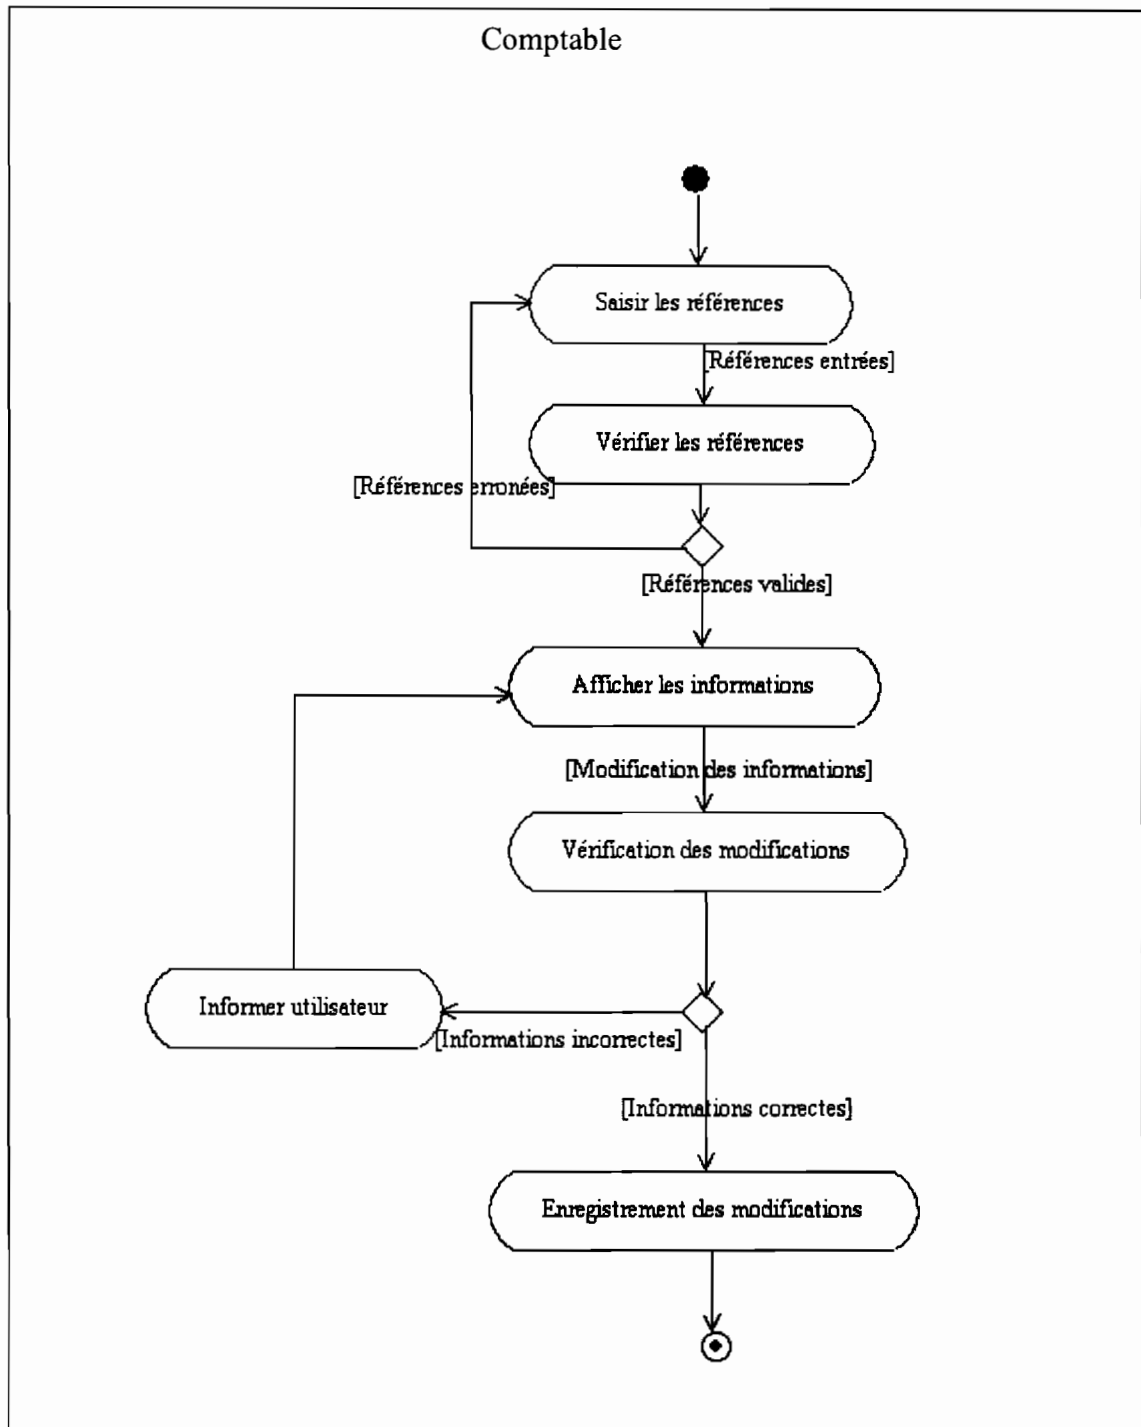 Comptable
Saisir les références
[Références entrées]
Vérifier les références
[Références erronées]
[Références valides]
Afficher les informations
[Modification des informations]
Vérification des modifications
Informer utilisateur
[Informations incorrectes]
[Informations correctes]
Enregistrement des modifications